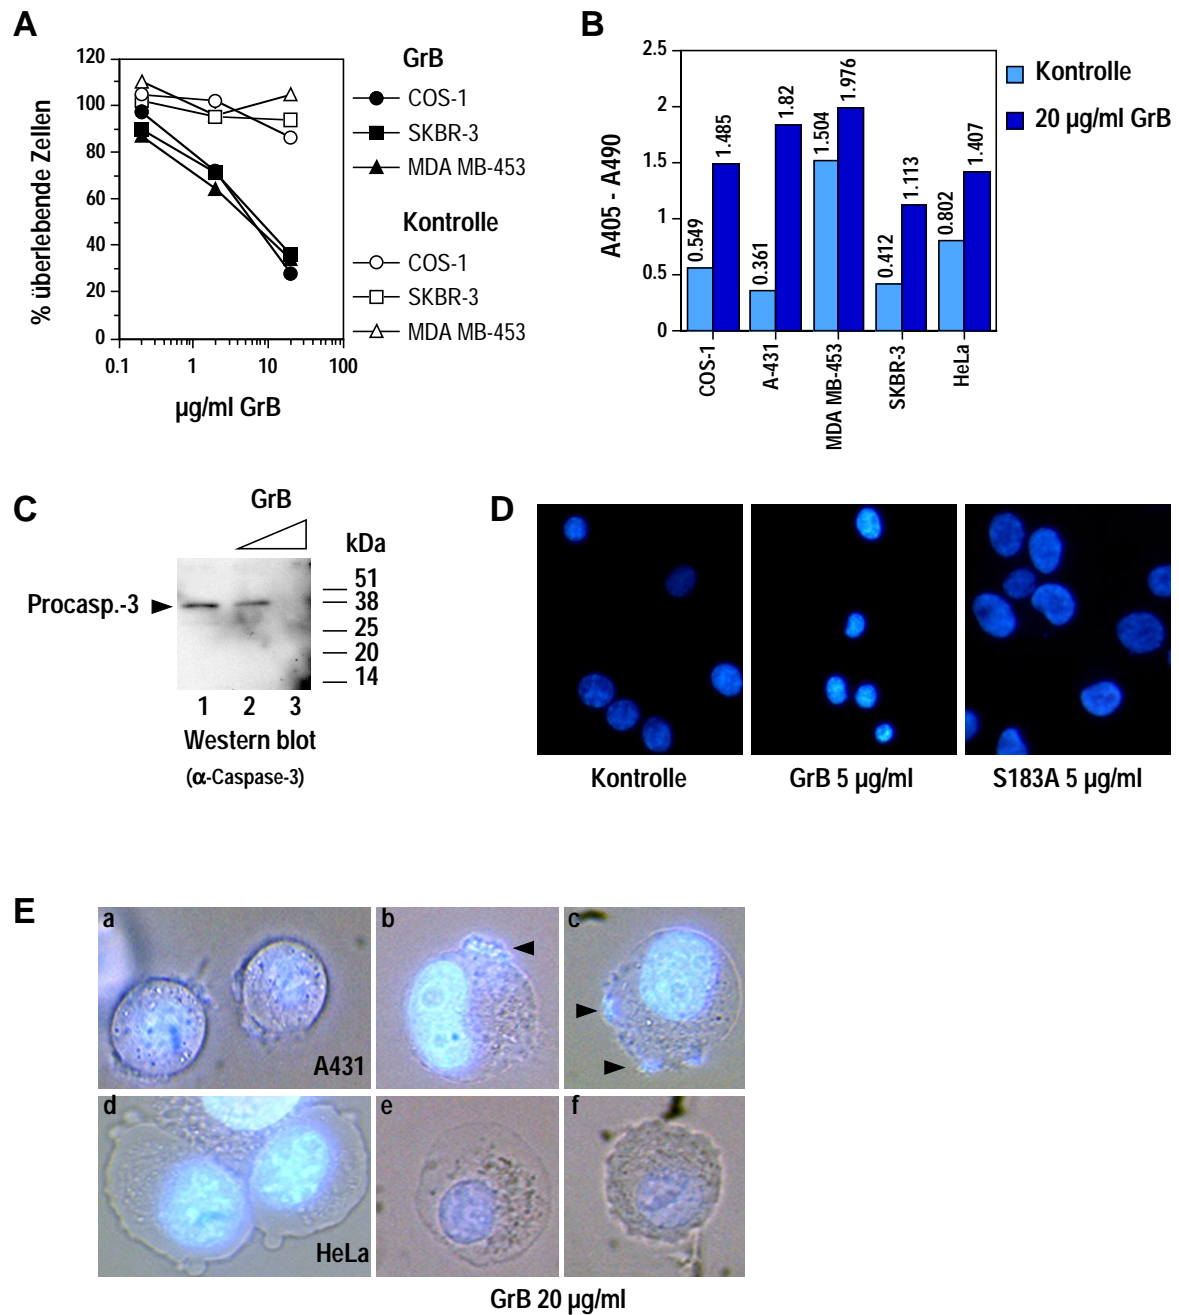 A
120
100
80
60
40
20
0
% überlebende Zellen
0.1 1 10 100
µg/ml GrB
GrB
COS-1
SKBR-3
MDA MB-453
Kontrolle
COS-1
SKBR-3
MDA MB-453
B
2.5
2
1.5
1
0.5
0
A405 - A490
0.549 1.485 0.361 1.82 1.504 1.976 0.412 1.113 0.802 1.407
COS-1 A-431 MDA MB-453 SKBR-3 HeLa
Kontrolle
20 µg/ml GrB
C
GrB
kDa
51
Procasp.-3 38
25
20
14
1 2 3
Western blot
(α-Caspase-3)
D
Kontrolle GrB 5 µg/ml S183A 5 µg/ml
E
a b c
A431
d e f
HeLa
GrB 20 µg/ml